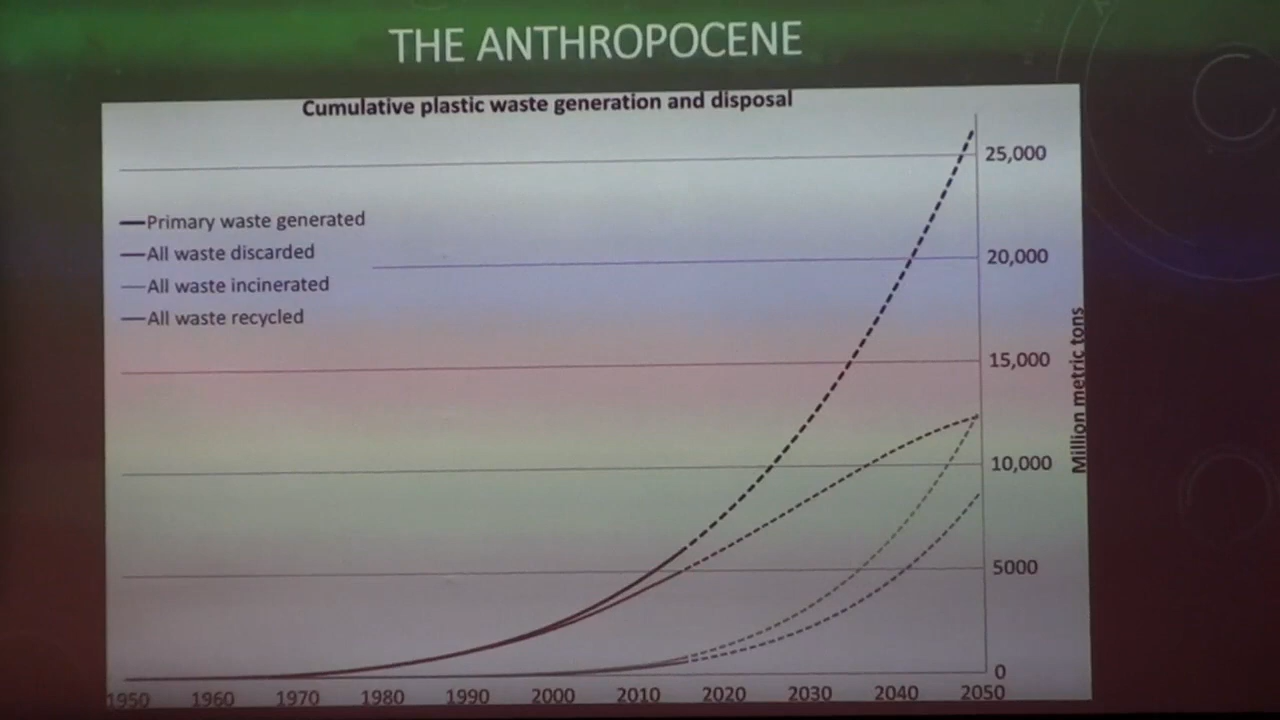 THE ANTHROPOCENE
Cumulative plastic waste generation and disposal
25,000
Primary waste generated
All waste discarded
20,000
All waste incinerated
All waste recycled
15,000
Million metric tons
10,000
5000
0
1950 1960 1970 1980 1990 2000 2010 2020 2030 2040 2050